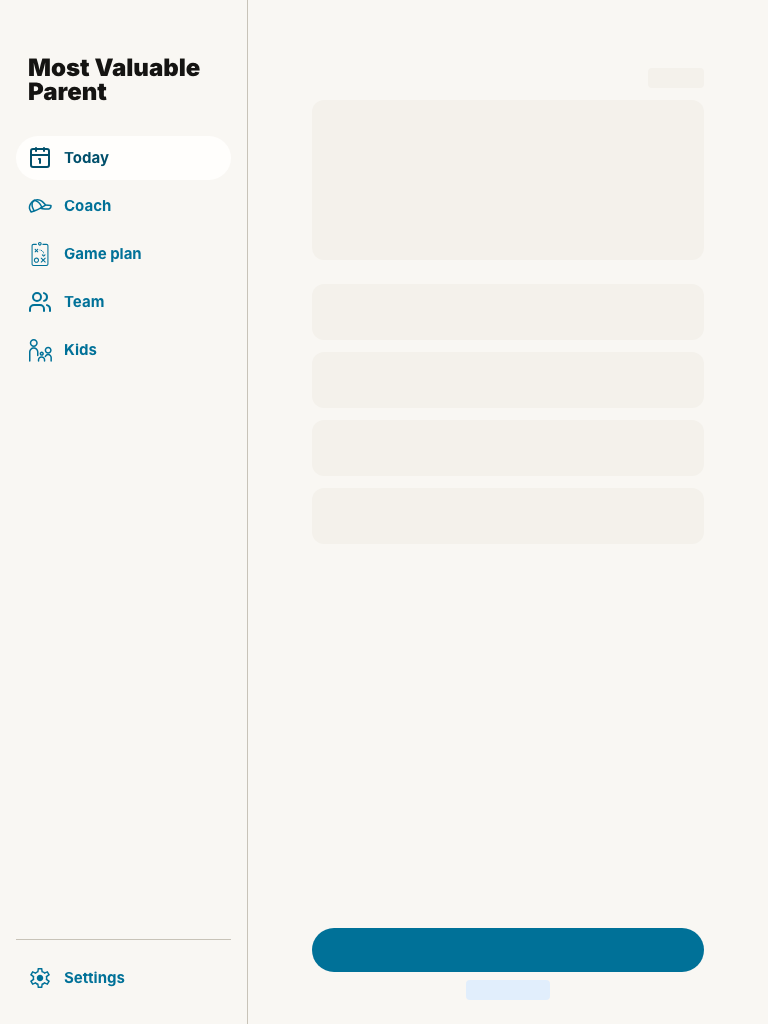 Most Valuable
Parent
Today
Coach
Game plan
Team
Kids
Settings